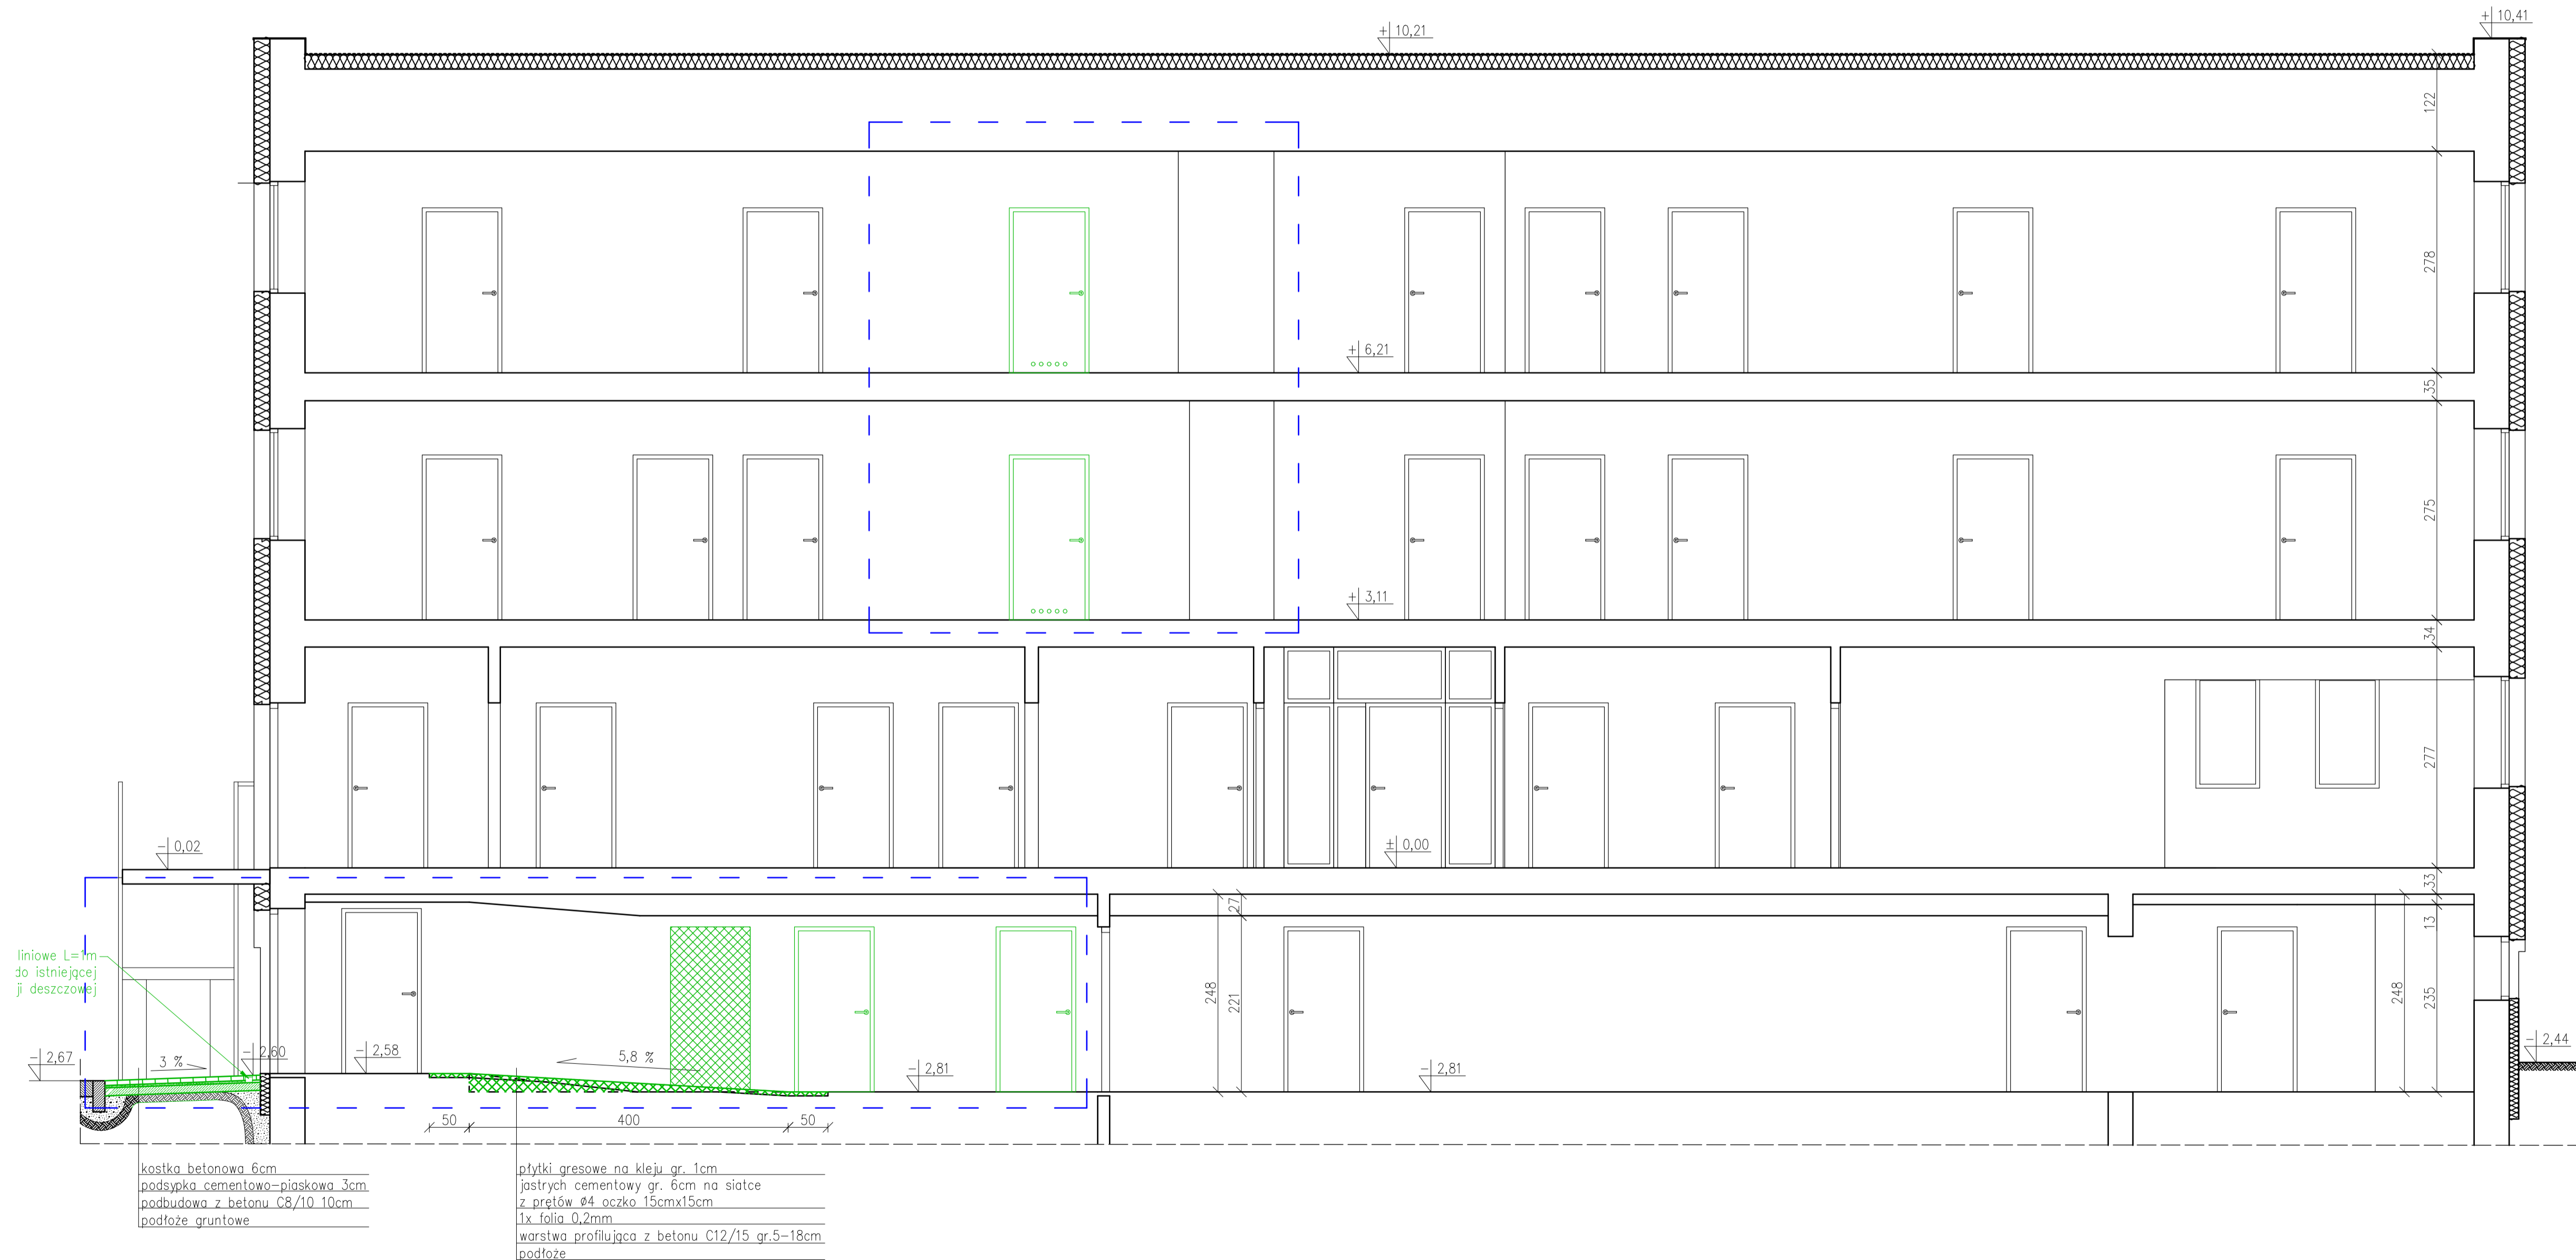 + 10,41
+ 10,21
122
278
+ 6,21
35
275
+ 3,11
34
277
- 0,02
± 0,00
33
27
13
liniowe L=1m
do istniejącej
ji deszczowej
248
221
248
235
- 2,67
3 %
- 2,60
- 2,58
5,8 %
- 2,81
- 2,81
- 2,44
50
400
50
kostka betonowa 6cm
podsypka cementowo-piaskowa 3cm
podbudowa z betonu C8/10 10cm
podłoże gruntowe
płytki gresowe na kleju gr. 1cm
jastrych cementowy gr. 6cm na siatce
z prętów Ø4 oczko 15cmx15cm
1x folia 0,2mm
warstwa profilująca z betonu C12/15 gr.5-18cm
podłoże